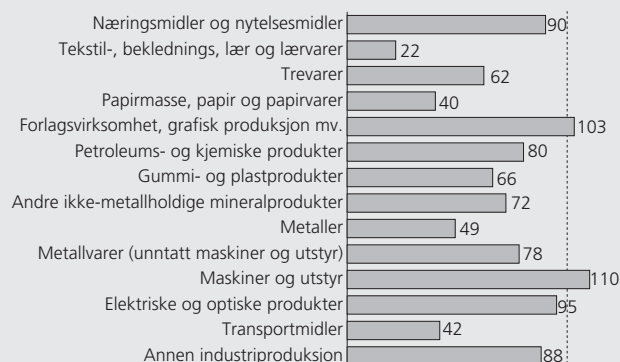 Næringsmidler og nytelsesmidler 90
Tekstil-, beklednings, lær og lærvarer 22
Trevarer 62
Papirmasse, papir og papirvarer 40
Forlagsvirksomhet, grafisk produksjon mv. 103
Petroleums- og kjemiske produkter 80
Gummi- og plastprodukter 66
Andre ikke-metallholdige mineralprodukter 72
Metaller 49
Metallvarer (unntatt maskiner og utstyr) 78
Maskiner og utstyr 110
Elektriske og optiske produkter 95
Transportmidler 42
Annen industriproduksjon 88